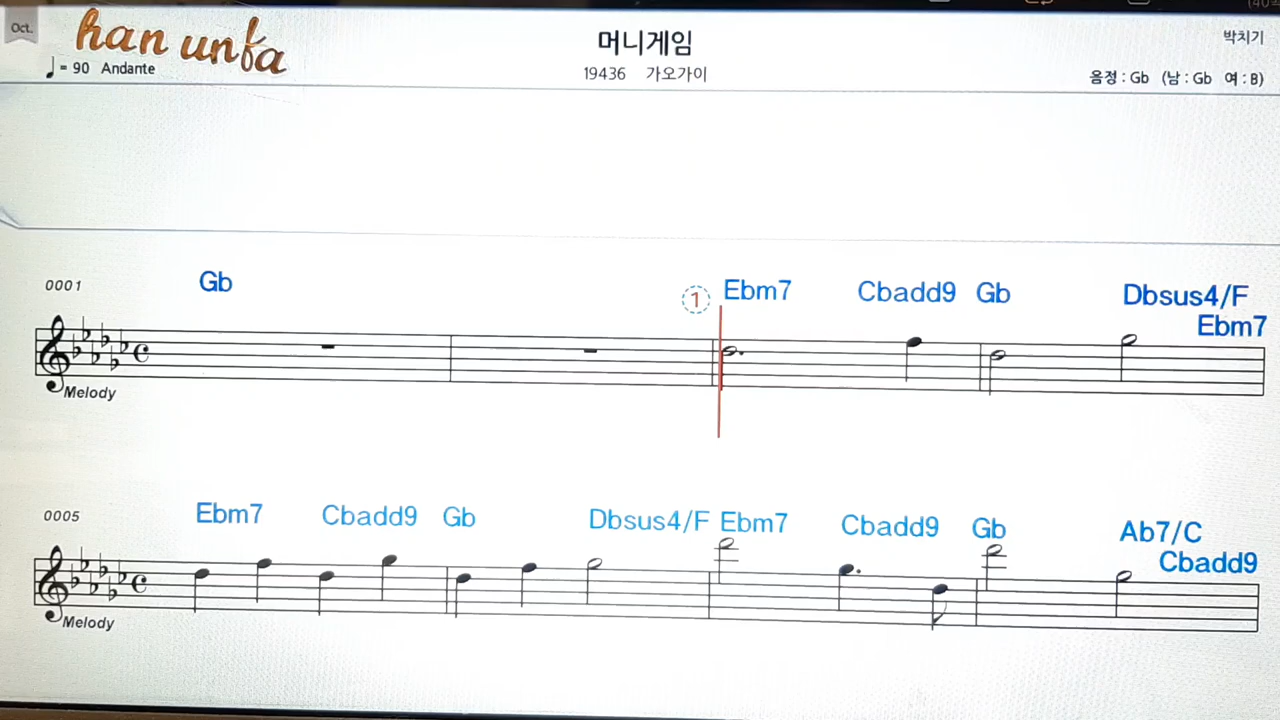 Oct.
han unfa
♩ = 90 Andante
머니게임
19436 가오가이
박치기
음정 : Gb (남 : Gb 여 : B)
0001
Gb
1
Ebm7 Cbadd9 Gb Dbsus4/F
Ebm7
Melody
0005
Ebm7 Cbadd9 Gb Dbsus4/F Ebm7 Cbadd9 Gb Ab7/C
Cbadd9
Melody